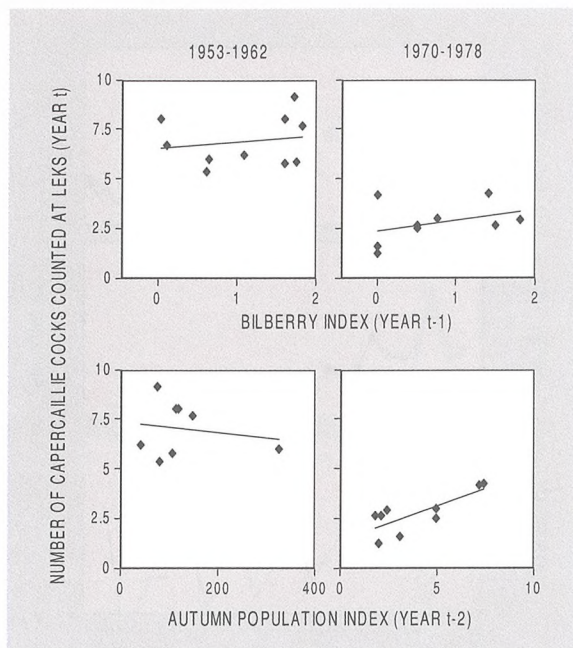 1953-1962 1970-1978
NUMBER OF CAPERCAILLIE COCKS COUNTED AT LEKS (YEAR t)
10
7.5
5
2.5
0
0 1 2 0 1 2
BILBERRY INDEX (YEAR t-1)
10
7.5
5
2.5
0
0 200 400 0 5 10
AUTUMN POPULATION INDEX (YEAR t-2)